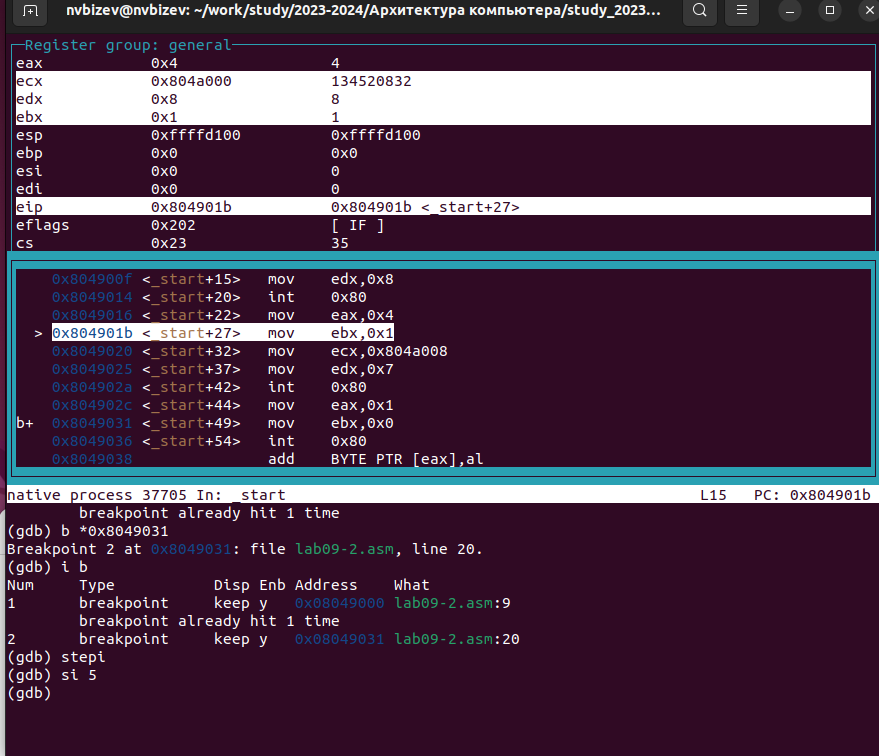 nvbizev@nvbizev: ~/work/study/2023-2024/Архитектура компьютера/study_2023...
Register group: general
eax 0x4 4
ecx 0x804a000 134520832
edx 0x8 8
ebx 0x1 1
esp 0xffffd100 0xffffd100
ebp 0x0 0x0
esi 0x0 0
edi 0x0 0
eip 0x804901b 0x804901b <_start+27>
eflags 0x202 [ IF ]
cs 0x23 35
0x804900f <_start+15> mov edx,0x8
0x8049014 <_start+20> int 0x80
0x8049016 <_start+22> mov eax,0x4
> 0x804901b <_start+27> mov ebx,0x1
0x8049020 <_start+32> mov ecx,0x804a008
0x8049025 <_start+37> mov edx,0x7
0x804902a <_start+42> int 0x80
0x804902c <_start+44> mov eax,0x1
b+ 0x8049031 <_start+49> mov ebx,0x0
0x8049036 <_start+54> int 0x80
0x8049038 add BYTE PTR [eax],al
native process 37705 In: _start L15 PC: 0x804901b
breakpoint already hit 1 time
(gdb) b *0x8049031
Breakpoint 2 at 0x8049031: file lab09-2.asm, line 20.
(gdb) i b
Num Type Disp Enb Address What
1 breakpoint keep y 0x08049000 lab09-2.asm:9
breakpoint already hit 1 time
2 breakpoint keep y 0x08049031 lab09-2.asm:20
(gdb) stepi
(gdb) si 5
(gdb)